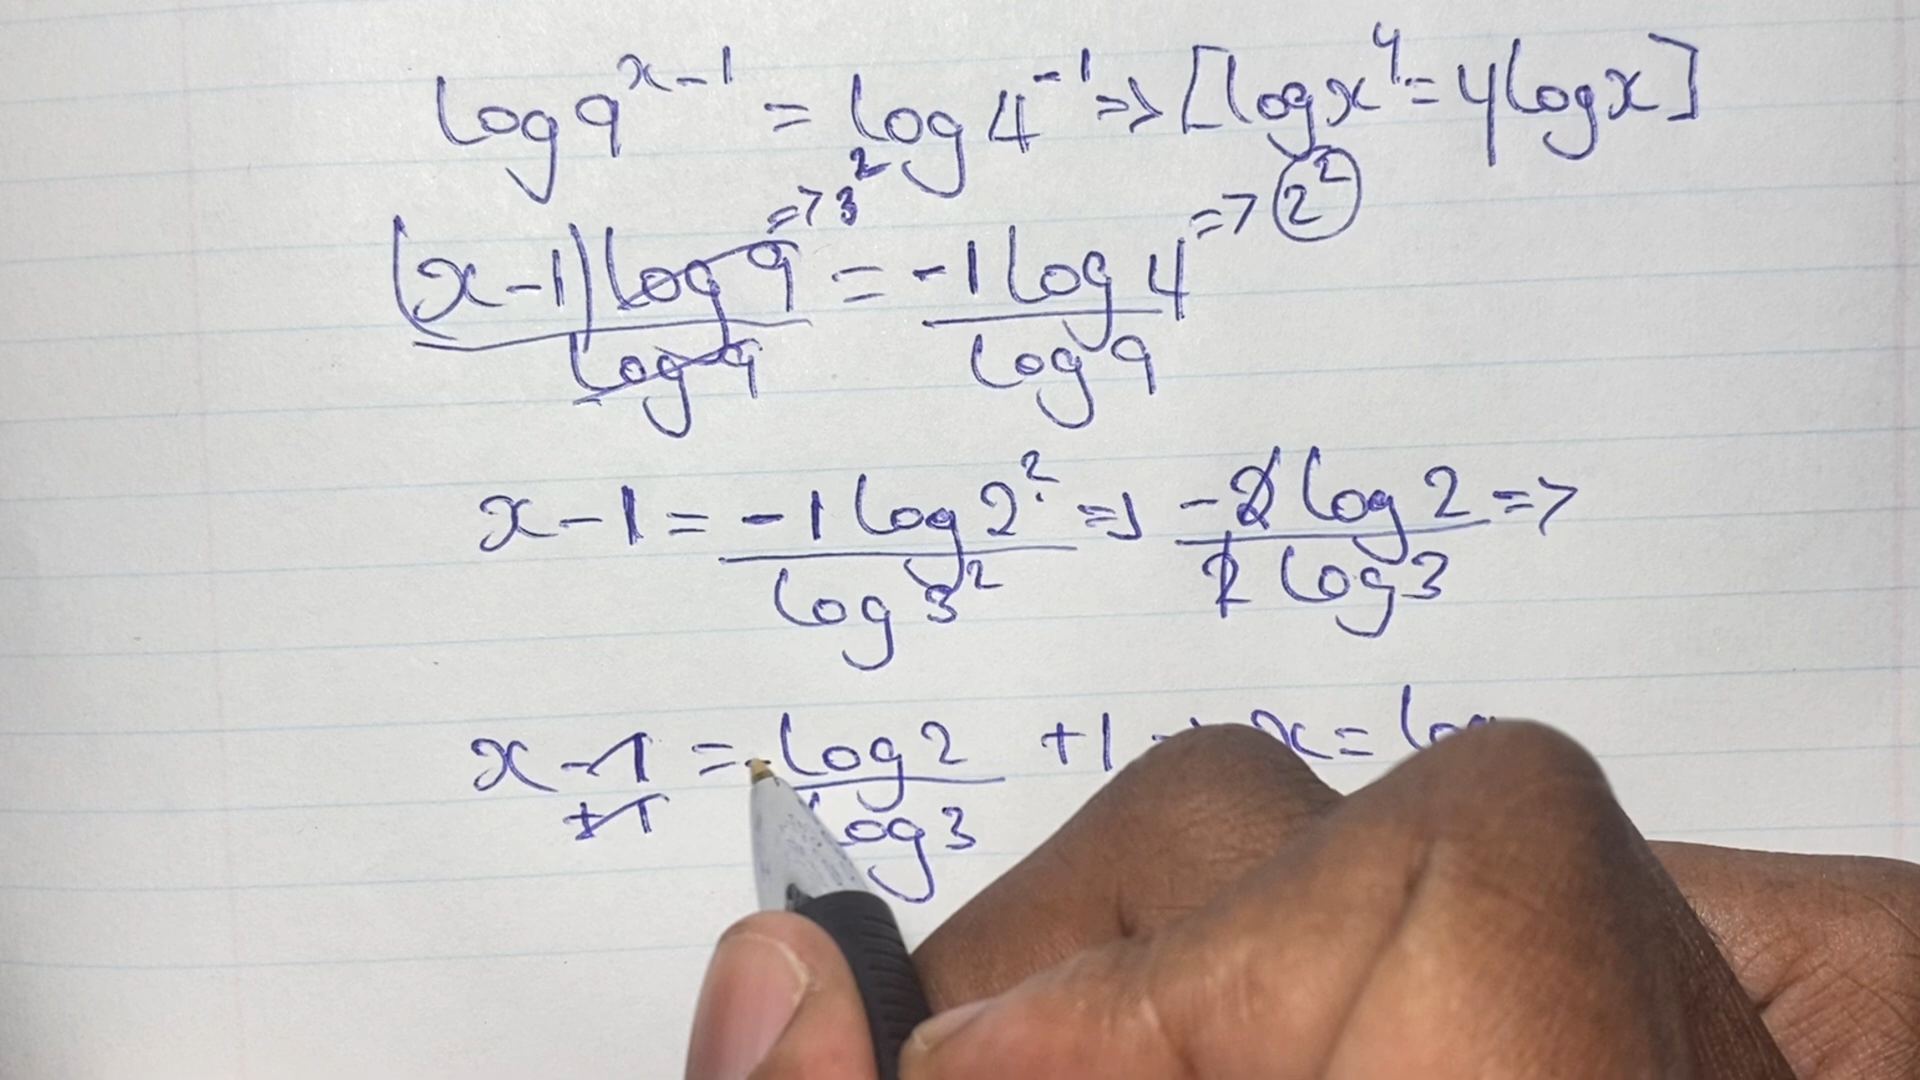 log 9^(x-1) = log 4^(-1) => [log x^4 = 4 log x]
=> 3^2 => 2^2
(x-1) log 9 / log 9 = -1 log 4 / log 9
x - 1 = -1 log 2^2 / log 3^2 => -2 log 2 / 2 log 3 =>
x - 1 = - log 2 / log 3 + 1 x = log
+1